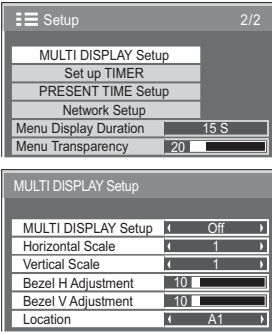 Setup 2/2
MULTI DISPLAY Setup
Set up TIMER
PRESENT TIME Setup
Network Setup
Menu Display Duration 15 S
Menu Transparency 20
MULTI DISPLAY Setup
MULTI DISPLAY Setup Off
Horizontal Scale 1
Vertical Scale 1
Bezel H Adjustment 10
Bezel V Adjustment 10
Location A1